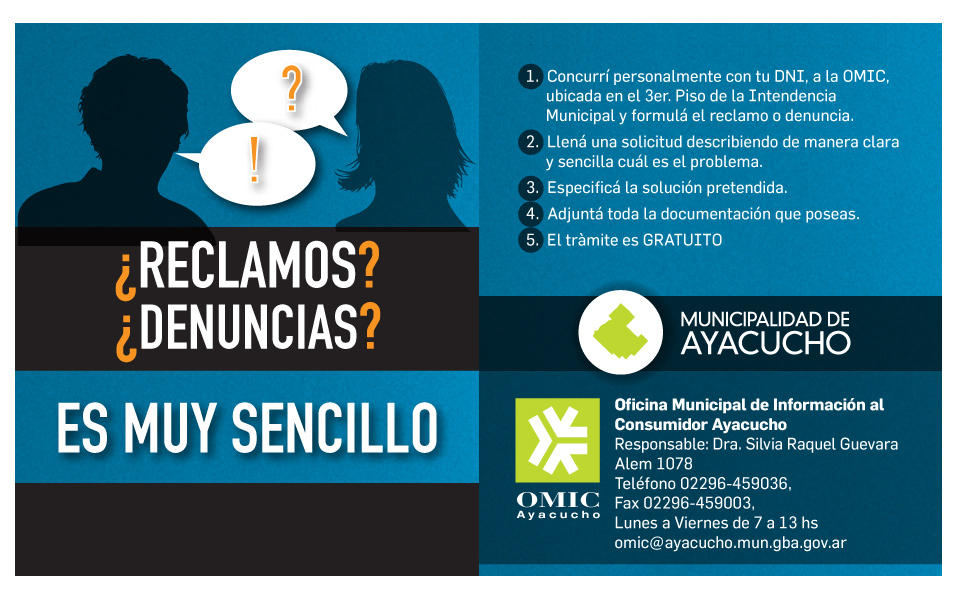 ?
!
¿RECLAMOS?
¿DENUNCIAS?
ES MUY SENCILLO
1. Concurrí personalmente con tu DNI, a la OMIC,
ubicada en el 3er. Piso de la Intendencia
Municipal y formulá el reclamo o denuncia.
2. Llená una solicitud describiendo de manera clara
y sencilla cuál es el problema.
3. Especificá la solución pretendida.
4. Adjuntá toda la documentación que poseas.
5. El tràmite es GRATUITO
MUNICIPALIDAD DE
AYACUCHO
OMIC
Ayacucho
Oficina Municipal de Información al
Consumidor Ayacucho
Responsable: Dra. Silvia Raquel Guevara
Alem 1078
Teléfono 02296-459036,
Fax 02296-459003,
Lunes a Viernes de 7 a 13 hs
omic@ayacucho.mun.gba.gov.ar